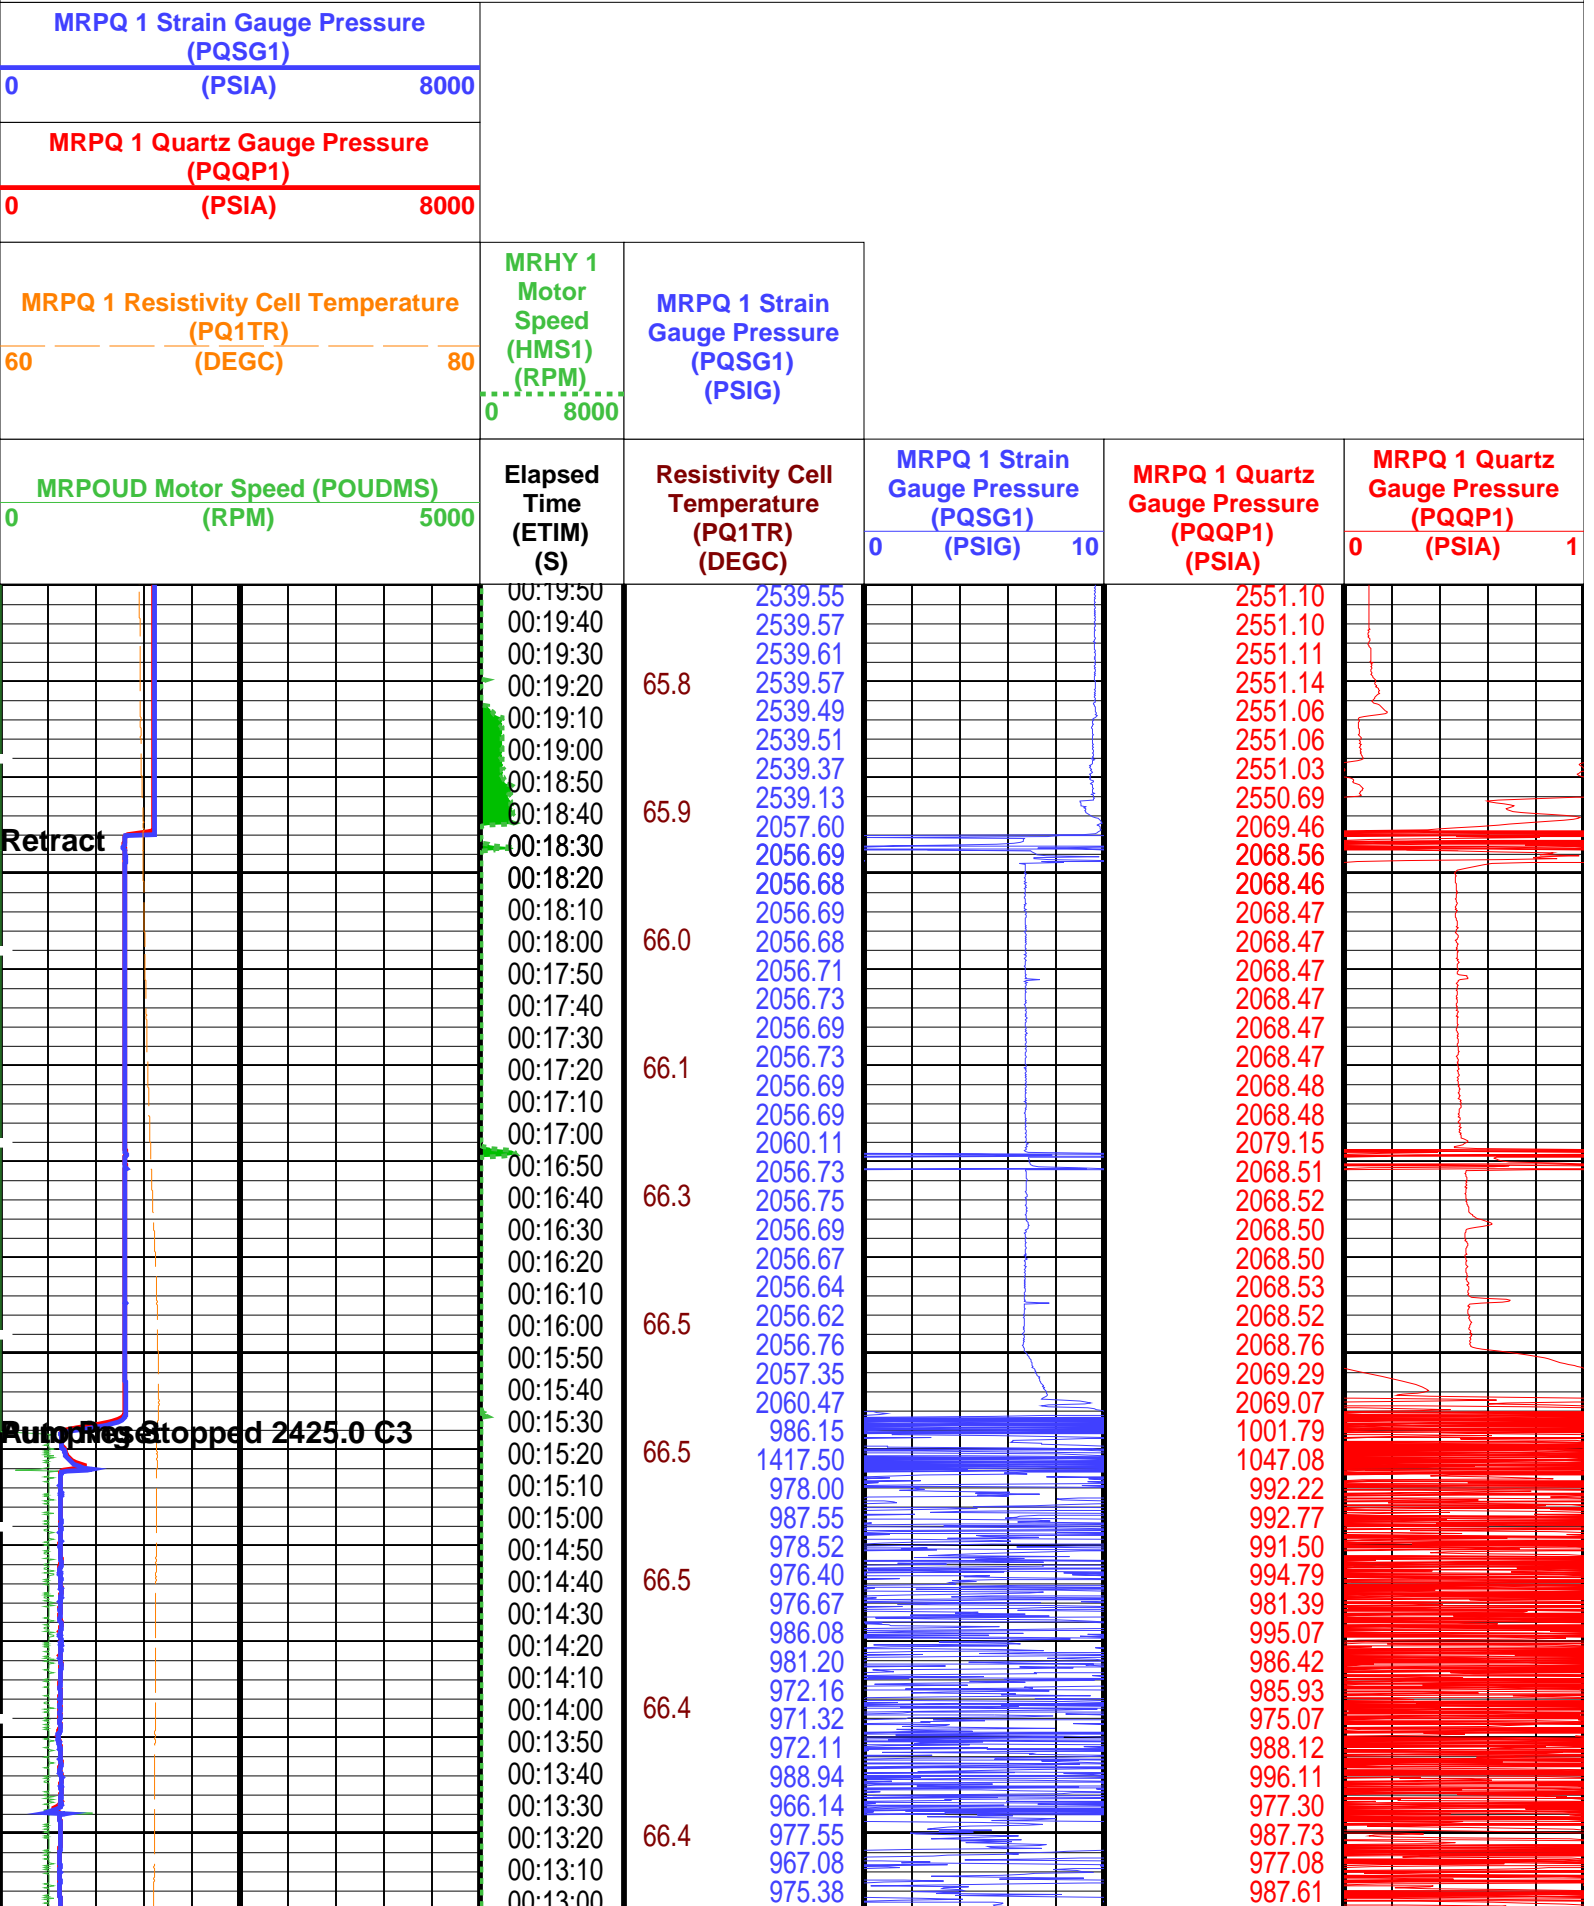 MRPQ 1 Strain Gauge Pressure
(PQSG1)
0 (PSIA) 8000
MRPQ 1 Quartz Gauge Pressure
(PQQP1)
0 (PSIA) 8000
MRPQ 1 Resistivity Cell Temperature
(PQ1TR)
60 (DEGC) 80
MRHY 1
Motor
Speed
(HMS1)
(RPM)
0 8000
MRPQ 1 Strain
Gauge Pressure
(PQSG1)
(PSIG)
MRPOUD Motor Speed (POUDMS)
0 (RPM) 5000
Elapsed
Time
(ETIM)
(S)
Resistivity Cell
Temperature
(PQ1TR)
(DEGC)
MRPQ 1 Strain
Gauge Pressure
(PQSG1)
0 (PSIG) 10
MRPQ 1 Quartz
Gauge Pressure
(PQQP1)
(PSIA)
MRPQ 1 Quartz
Gauge Pressure
(PQQP1)
0 (PSIA) 1
00:19:50 2539.55 2551.10
00:19:40 2539.57 2551.10
00:19:30 2539.61 2551.11
00:19:20 65.8 2539.57 2551.14
00:19:10 2539.49 2551.06
00:19:00 2539.51 2551.06
00:18:50 2539.37 2551.03
00:18:40 65.9 2539.13 2550.69
2057.60 2069.46
Retract 00:18:30 2056.69 2068.56
00:18:20 2056.68 2068.46
00:18:10 2056.69 2068.47
00:18:00 66.0 2056.68 2068.47
00:17:50 2056.71 2068.47
00:17:40 2056.73 2068.47
00:17:30 2056.69 2068.47
00:17:20 66.1 2056.73 2068.47
2056.69 2068.48
00:17:10 2056.69 2068.48
00:17:00 2060.11 2079.15
00:16:50 2056.73 2068.51
00:16:40 66.3 2056.75 2068.52
00:16:30 2056.69 2068.50
00:16:20 2056.67 2068.50
00:16:10 2056.64 2068.53
00:16:00 66.5 2056.62 2068.52
2056.76 2068.76
00:15:50 2057.35 2069.29
00:15:40 2060.47 2069.07
Stopped 2425.0 C3 00:15:30 986.15 1001.79
00:15:20 66.5 1417.50 1047.08
00:15:10 978.00 992.22
00:15:00 987.55 992.77
00:14:50 978.52 991.50
00:14:40 66.5 976.40 994.79
00:14:30 976.67 981.39
00:14:20 986.08 995.07
981.20 986.42
00:14:10 972.16 985.93
00:14:00 66.4 971.32 975.07
00:13:50 972.11 988.12
00:13:40 988.94 996.11
00:13:30 966.14 977.30
00:13:20 66.4 977.55 987.73
00:13:10 967.08 977.08
00:13:00 975.38 987.61